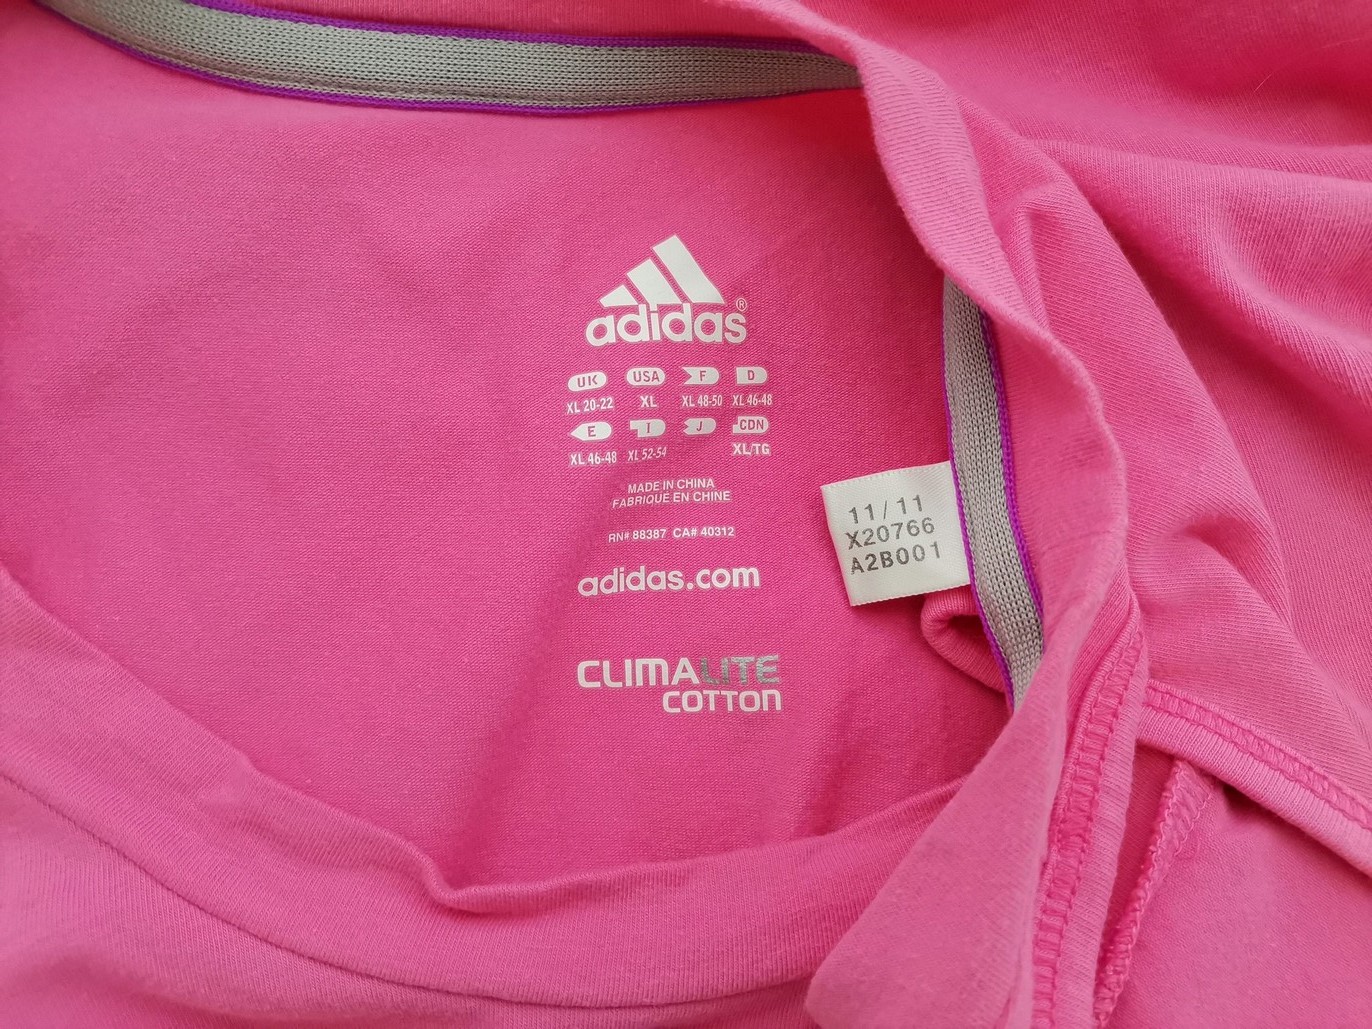 adidas®
UK USA F D
XL 20-22 XL XL 48-50 XL 46-48
E I J CDN
XL 46-48 XL 52-54 XL/TG
MADE IN CHINA
FABRIQUÉ EN CHINE
RN# 88387 CA# 40312
adidas.com
CLIMALITE
COTTON
11/11
X20766
A2B001